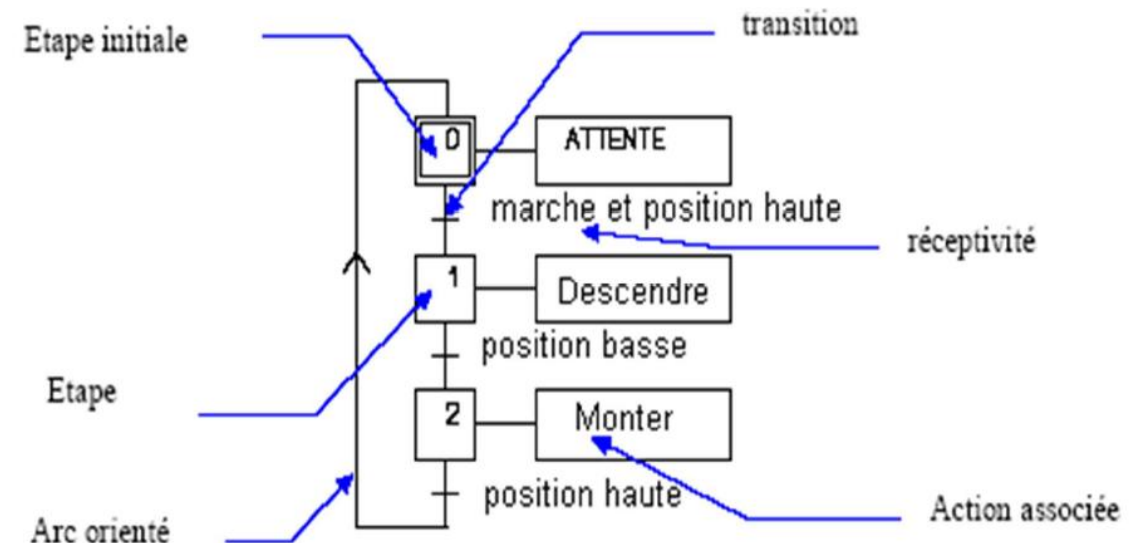 transition
Etape initiale
0
ATTENTE
marche et position haute
réceptivité
1
Descendre
position basse
Etape
2
Monter
position haute
Action associée
Arc orienté